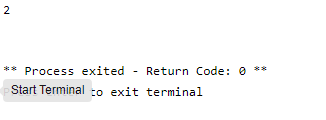 2
** Process exited - Return Code: 0 **
Start Terminal to exit terminal